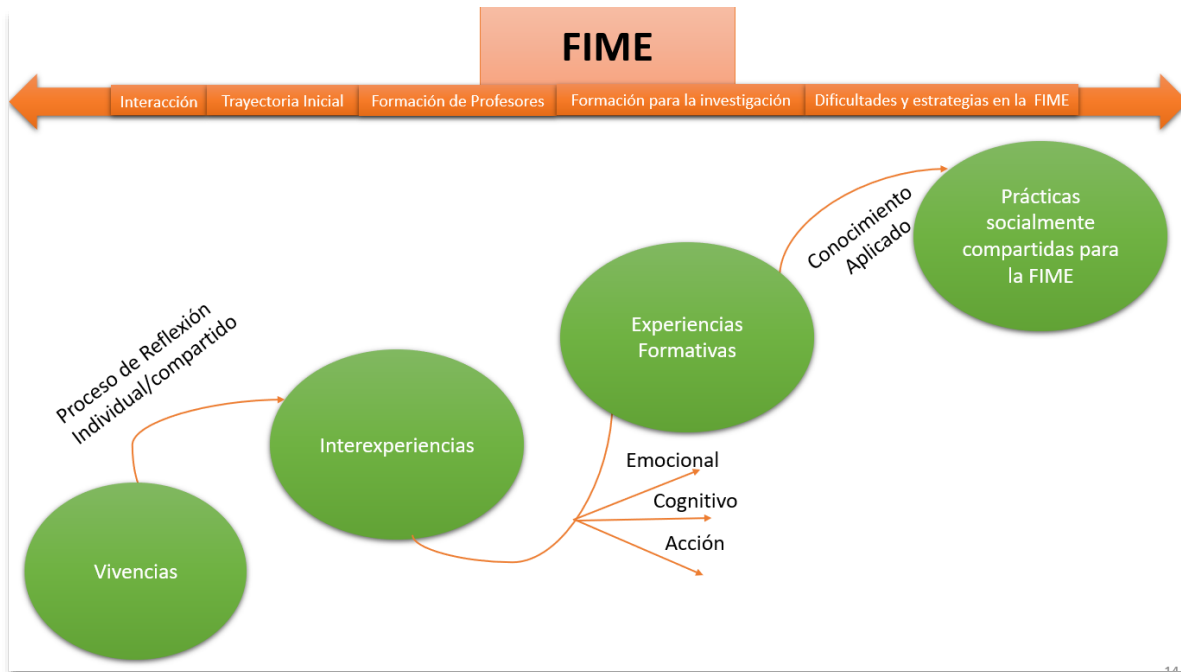 FIME
Interacción
Trayectoria Inicial
Formación de Profesores
Formación para la investigación
Dificultades y estrategias en la FIME
Prácticas
socialmente
compartidas para
la FIME
Conocimiento
Aplicado
Experiencias
Formativas
Proceso de Reflexión
Individual/compartido
Interexperiencias
Emocional
Cognitivo
Acción
Vivencias
14